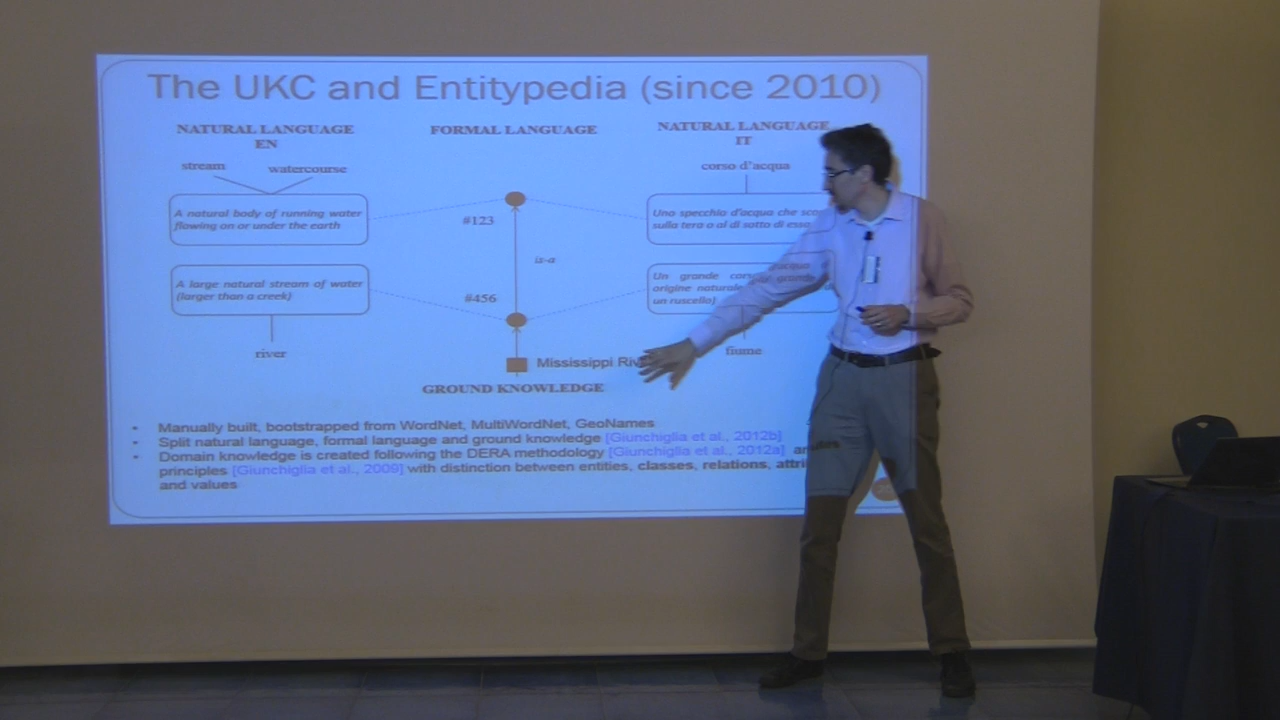 The UKC and Entitypedia (since 2010)
NATURAL LANGUAGE
EN
FORMAL LANGUAGE
NATURAL LANGUAGE
IT
stream
watercourse
corso d'acqua
A natural body of running water
flowing on or under the earth
#123
Uno specchio d'acqua che
sulla tera o al di sotto di essa
is-a
A large natural stream of water
(larger than a creek)
#456
Un grande
origine naturale
un ruscello)
river
fiume
Mississippi
GROUND KNOWLEDGE
• Manually built, bootstrapped from WordNet, MultiWordNet, GeoNames
• Split natural language, formal language and ground knowledge [Giunchiglia et al., 2012b]
• Domain knowledge is created following the DERA methodology [Giunchiglia et al., 2012a]
principles [Giunchiglia et al., 2009] with distinction between entities, classes, relations,
and values